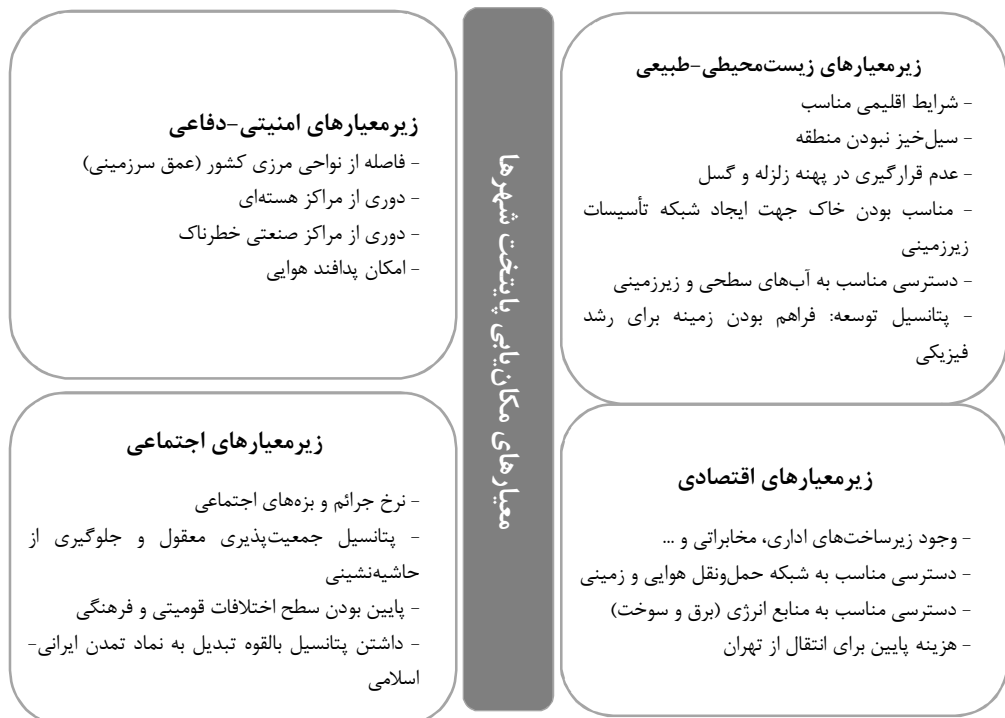 زیرمعیارهای زیست‌محیطی-طبیعی
- شرایط اقلیمی مناسب
- سیل‌خیز نبودن منطقه
- عدم قرارگیری در پهنه زلزله و گسل
- مناسب بودن خاک جهت ایجاد شبکه تأسیسات
زیرزمینی
- دسترسی مناسب به آب‌های سطحی و زیرزمینی
- پتانسیل توسعه: فراهم بودن زمینه برای رشد
فیزیکی
معیارهای مکان‌یابی پایتخت شهرها
زیرمعیارهای امنیتی-دفاعی
- فاصله از نواحی مرزی کشور (عمق سرزمینی)
- دوری از مراکز هسته‌ای
- دوری از مراکز صنعتی خطرناک
- امکان پدافند هوایی
زیرمعیارهای اقتصادی
- وجود زیرساخت‌های اداری، مخابراتی و ...
- دسترسی مناسب به شبکه حمل‌ونقل هوایی و زمینی
- دسترسی مناسب به منابع انرژی (برق و سوخت)
- هزینه پایین برای انتقال از تهران
زیرمعیارهای اجتماعی
- نرخ جرائم و بزه‌های اجتماعی
- پتانسیل جمعیت‌پذیری معقول و جلوگیری از
حاشیه‌نشینی
- پایین بودن سطح اختلافات قومیتی و فرهنگی
- داشتن پتانسیل بالقوه تبدیل به نماد تمدن ایرانی-
اسلامی